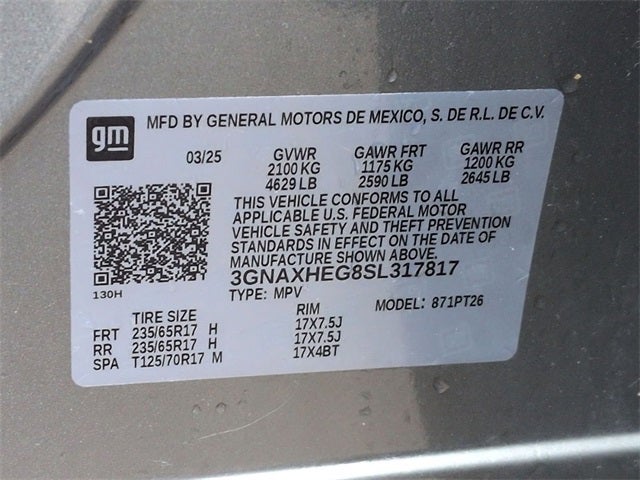 gm MFD BY GENERAL MOTORS DE MEXICO, S. DE R.L. DE C.V.
03/25 GVWR GAWR FRT GAWR RR
2100 KG 1175 KG 1200 KG
4629 LB 2590 LB 2645 LB
THIS VEHICLE CONFORMS TO ALL
APPLICABLE U.S. FEDERAL MOTOR
VEHICLE SAFETY AND THEFT PREVENTION
STANDARDS IN EFFECT ON THE DATE OF
MANUFACTURE SHOWN ABOVE.
3GNAXHEG8SL317817
130H TYPE: MPV MODEL: 871PT26
TIRE SIZE RIM
FRT 235/65R17 H 17X7.5J
RR 235/65R17 H 17X7.5J
SPA T125/70R17 M 17X4BT